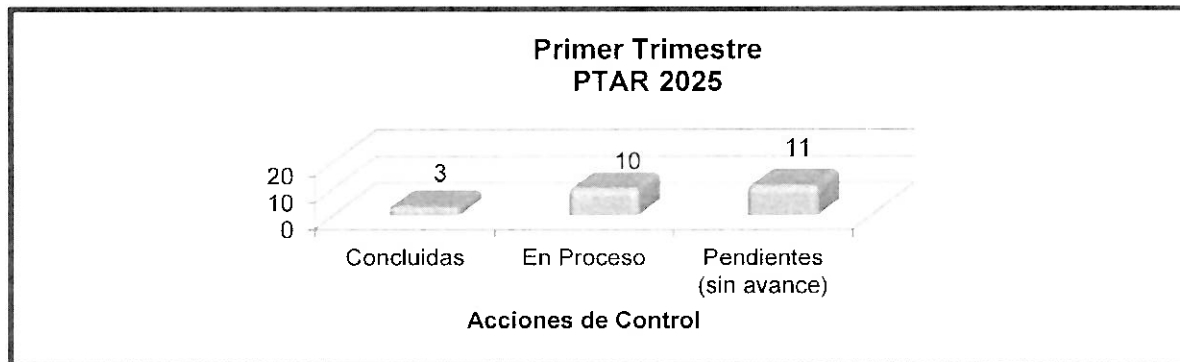 Primer Trimestre
PTAR 2025
3
10
11
20
10
0
Concluidas
En Proceso
Pendientes
(sin avance)
Acciones de Control